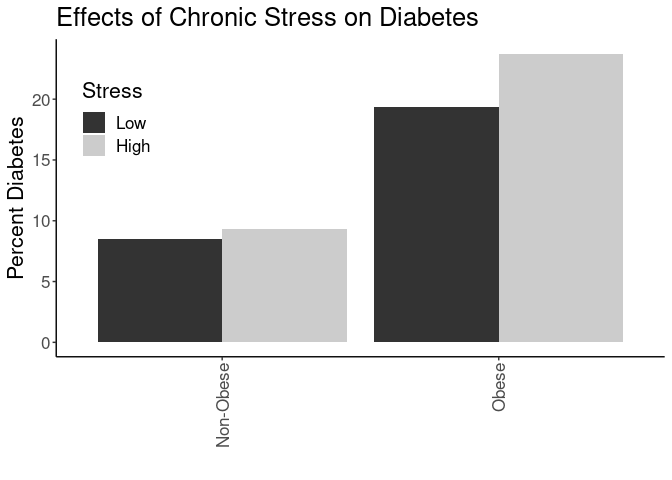 Effects of Chronic Stress on Diabetes
Percent Diabetes
20
15
10
5
0
Stress
Low
High
Non-Obese
Obese